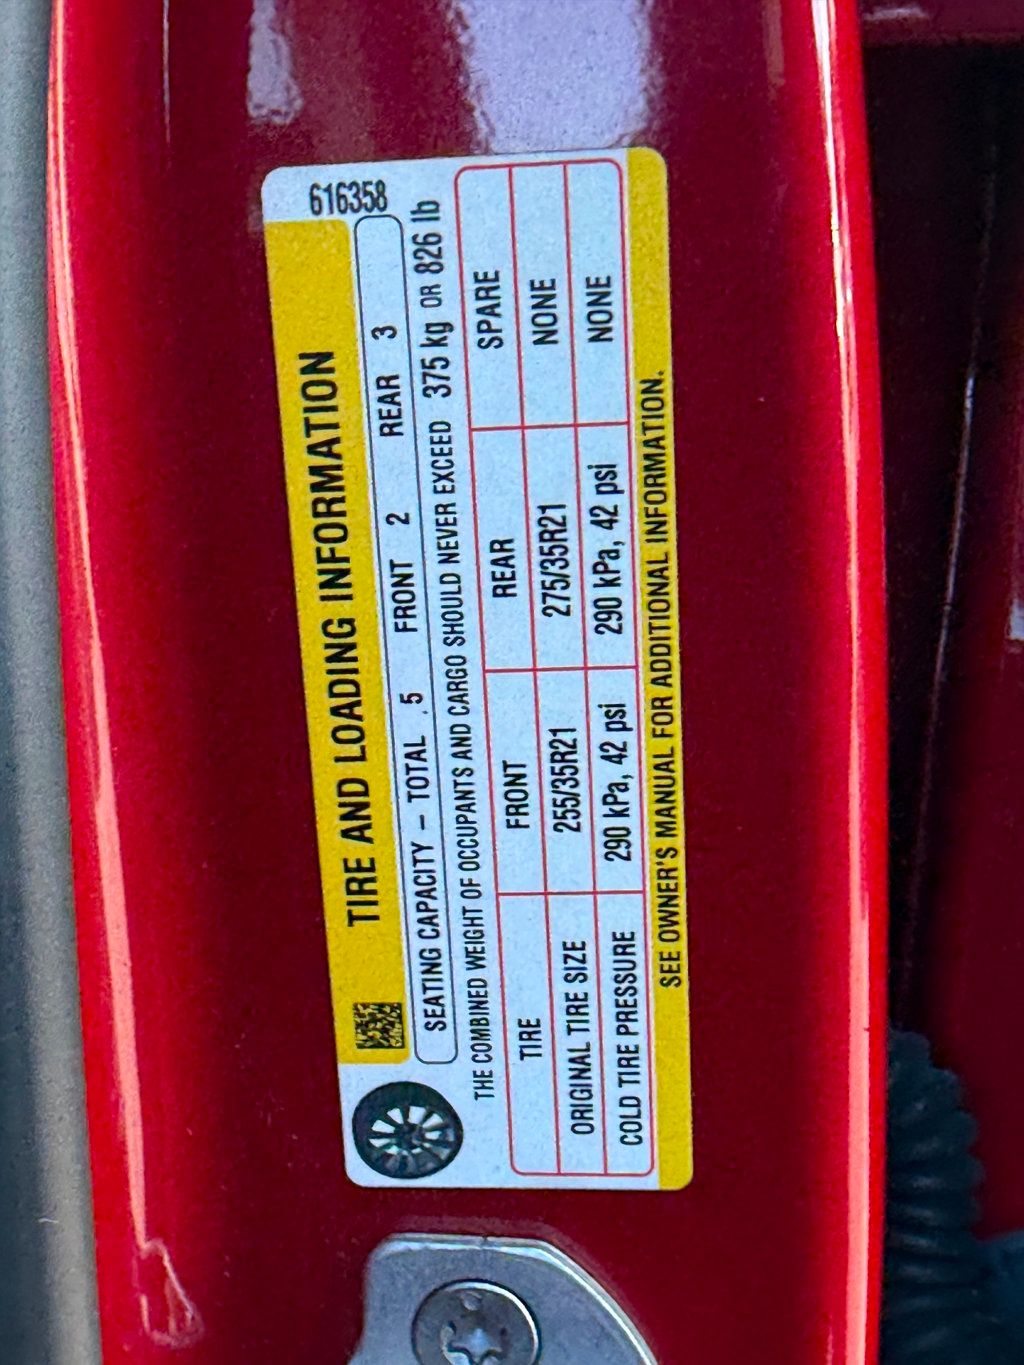 616358
TIRE AND LOADING INFORMATION
SEATING CAPACITY – TOTAL 5 FRONT 2 REAR 3
THE COMBINED WEIGHT OF OCCUPANTS AND CARGO SHOULD NEVER EXCEED 375 kg OR 826 lb
TIRE FRONT REAR SPARE
ORIGINAL TIRE SIZE 255/35R21 275/35R21 NONE
COLD TIRE PRESSURE 290 kPa, 42 psi 290 kPa, 42 psi NONE
SEE OWNER'S MANUAL FOR ADDITIONAL INFORMATION.